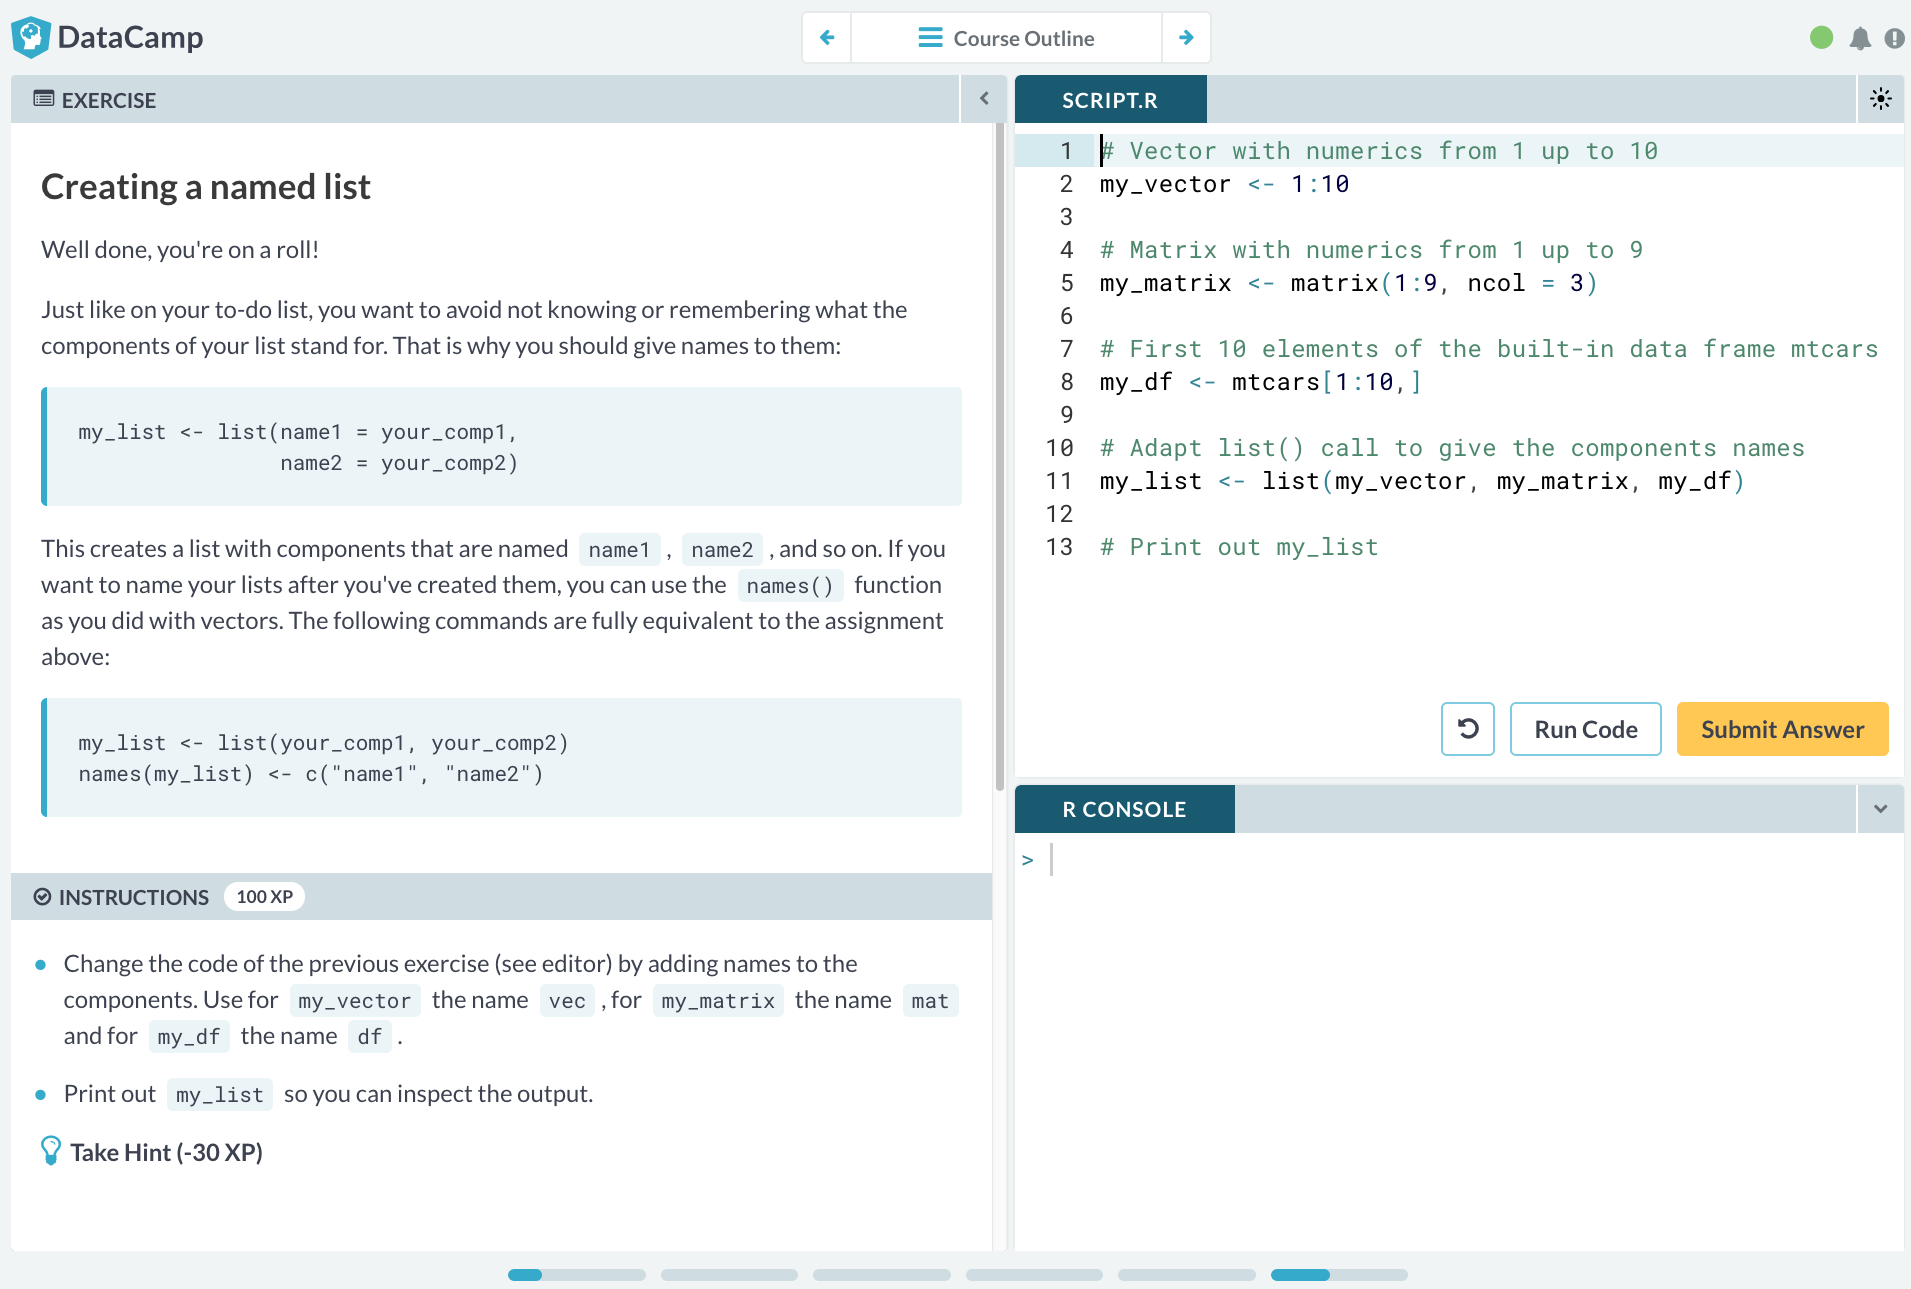 DataCamp
Course Outline
EXERCISE
Creating a named list
Well done, you're on a roll!
Just like on your to-do list, you want to avoid not knowing or remembering what the
components of your list stand for. That is why you should give names to them:
my_list <- list(name1 = your_comp1,
name2 = your_comp2)
This creates a list with components that are named name1 , name2 , and so on. If you
want to name your lists after you've created them, you can use the names() function
as you did with vectors. The following commands are fully equivalent to the assignment
above:
my_list <- list(your_comp1, your_comp2)
names(my_list) <- c("name1", "name2")
INSTRUCTIONS 100 XP
Change the code of the previous exercise (see editor) by adding names to the
components. Use for my_vector the name vec , for my_matrix the name mat
and for my_df the name df .
Print out my_list so you can inspect the output.
Take Hint (-30 XP)
SCRIPT.R
1 # Vector with numerics from 1 up to 10
2 my_vector <- 1:10
3
4 # Matrix with numerics from 1 up to 9
5 my_matrix <- matrix(1:9, ncol = 3)
6
7 # First 10 elements of the built-in data frame mtcars
8 my_df <- mtcars[1:10,]
9
10 # Adapt list() call to give the components names
11 my_list <- list(my_vector, my_matrix, my_df)
12
13 # Print out my_list
Run Code
Submit Answer
R CONSOLE
>